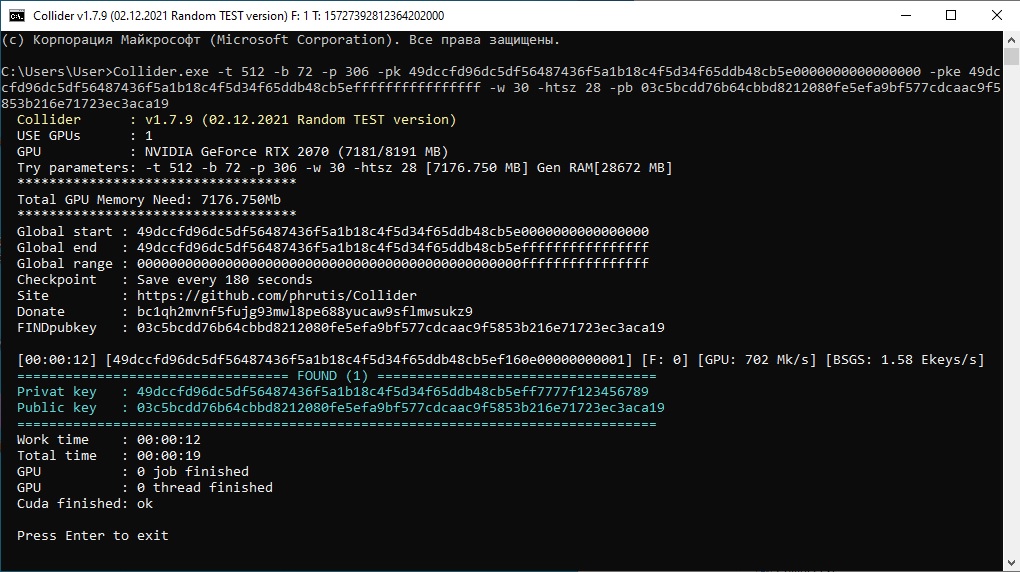 Collider v1.7.9 (02.12.2021 Random TEST version) F: 1 T: 15727392812364202000
(c) Корпорация Майкрософт (Microsoft Corporation). Все права защищены.
C:\Users\User>Collider.exe -t 512 -b 72 -p 306 -pk 49dccfd96dc5df56487436f5a1b18c4f5d34f65ddb48cb5e0000000000000000 -pke 49dc
cfd96dc5df56487436f5a1b18c4f5d34f65ddb48cb5effffffffffffffff -w 30 -htsz 28 -pb 03c5bcdd76b64cbbd8212080fe5efa9bf577cdcaac9f5
853b216e71723ec3aca19
Collider : v1.7.9 (02.12.2021 Random TEST version)
USE GPUs : 1
GPU : NVIDIA GeForce RTX 2070 (7181/8191 MB)
Try parameters: -t 512 -b 72 -p 306 -w 30 -htsz 28 [7176.750 MB] Gen RAM[28672 MB]
***********************************
Total GPU Memory Need: 7176.750Mb
***********************************
Global start : 49dccfd96dc5df56487436f5a1b18c4f5d34f65ddb48cb5e0000000000000000
Global end : 49dccfd96dc5df56487436f5a1b18c4f5d34f65ddb48cb5effffffffffffffff
Global range : 000000000000000000000000000000000000000000000000ffffffffffffffff
Checkpoint : Save every 180 seconds
Site : https://github.com/phrutis/Collider
Donate : bc1qh2mvnf5fujg93mwl8pe688yucaw9sflmwsukz9
FINDpubkey : 03c5bcdd76b64cbbd8212080fe5efa9bf577cdcaac9f5853b216e71723ec3aca19
[00:00:12] [49dccfd96dc5df56487436f5a1b18c4f5d34f65ddb48cb5ef160e00000000001] [F: 0] [GPU: 702 Mk/s] [BSGS: 1.58 Ekeys/s]
================================== FOUND (1) ===================================
Privat key : 49dccfd96dc5df56487436f5a1b18c4f5d34f65ddb48cb5eff7777f123456789
Public key : 03c5bcdd76b64cbbd8212080fe5efa9bf577cdcaac9f5853b216e71723ec3aca19
================================================================================
Work time : 00:00:12
Total time : 00:00:19
GPU : 0 job finished
GPU : 0 thread finished
Cuda finished: ok
Press Enter to exit